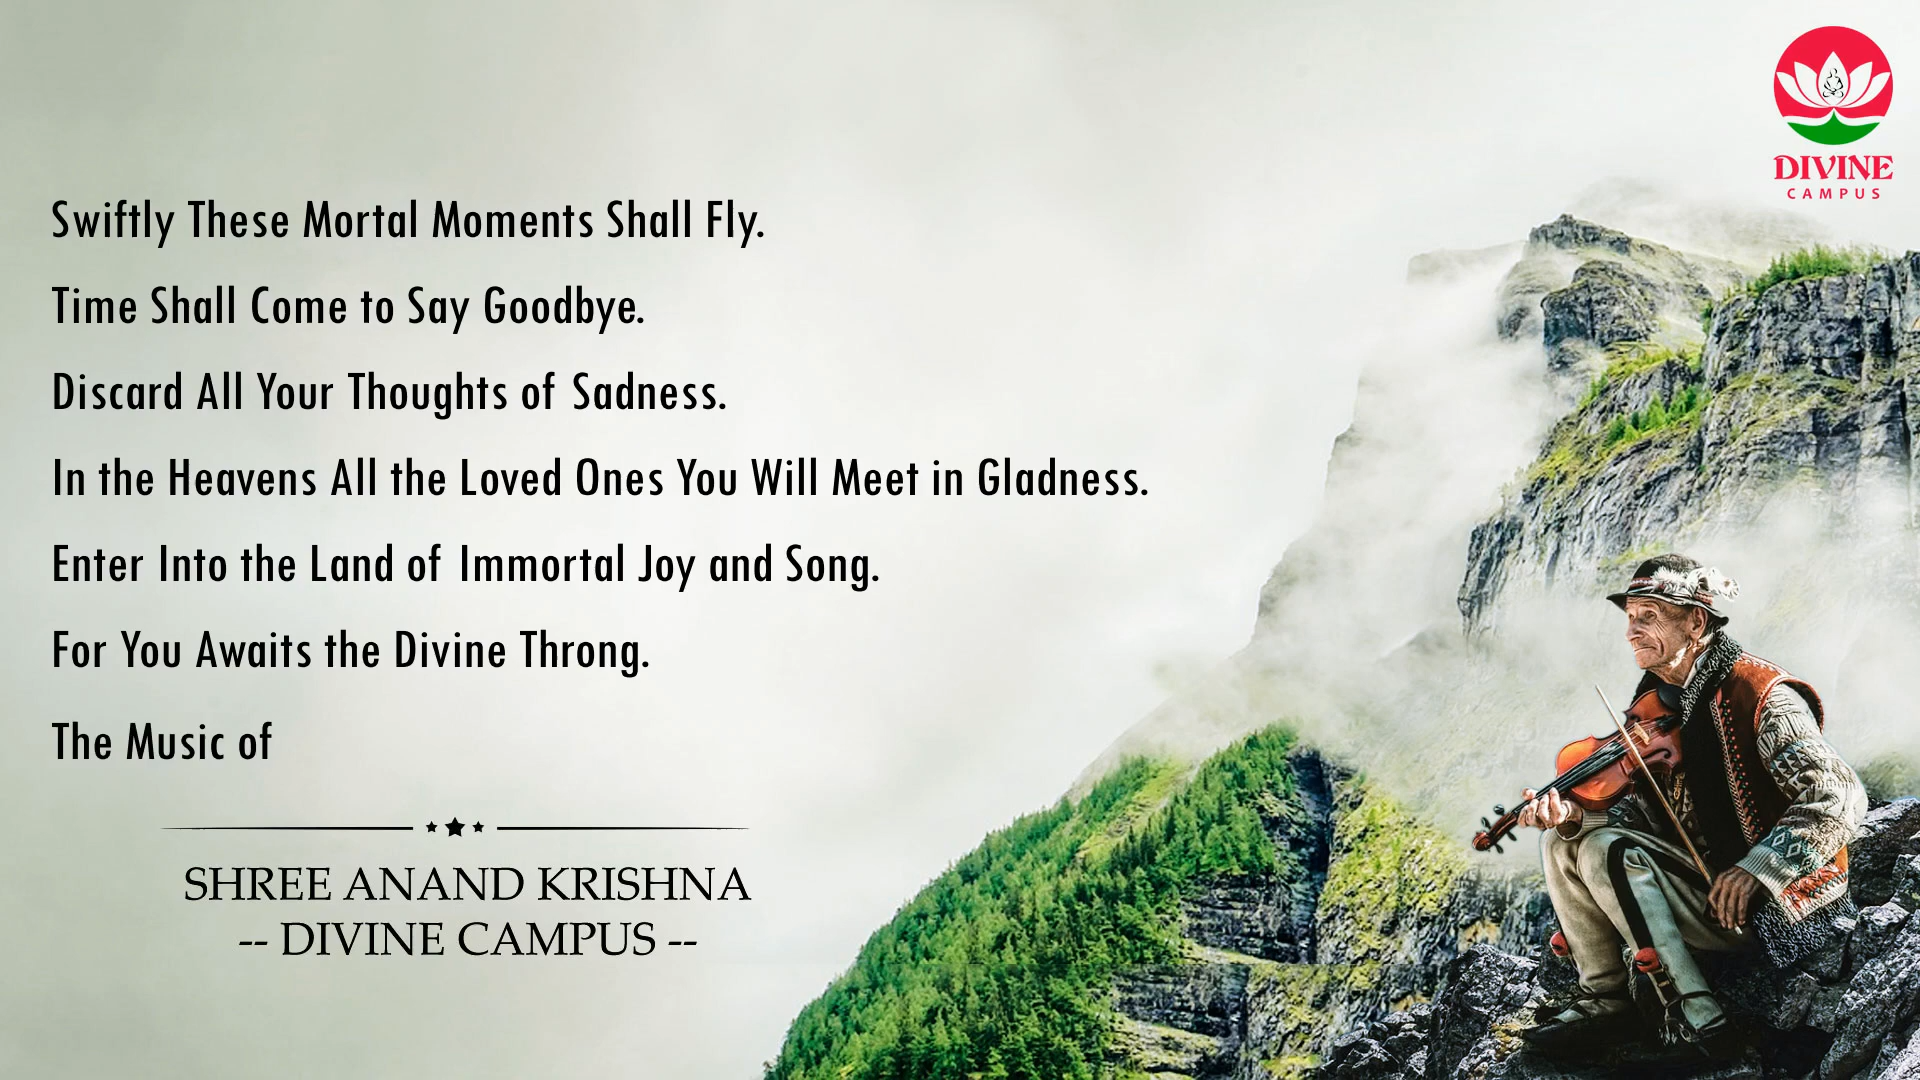 DIVINE
CAMPUS
Swiftly These Mortal Moments Shall Fly.
Time Shall Come to Say Goodbye.
Discard All Your Thoughts of Sadness.
In the Heavens All the Loved Ones You Will Meet in Gladness.
Enter Into the Land of Immortal Joy and Song.
For You Awaits the Divine Throng.
The Music of
SHREE ANAND KRISHNA
-- DIVINE CAMPUS --